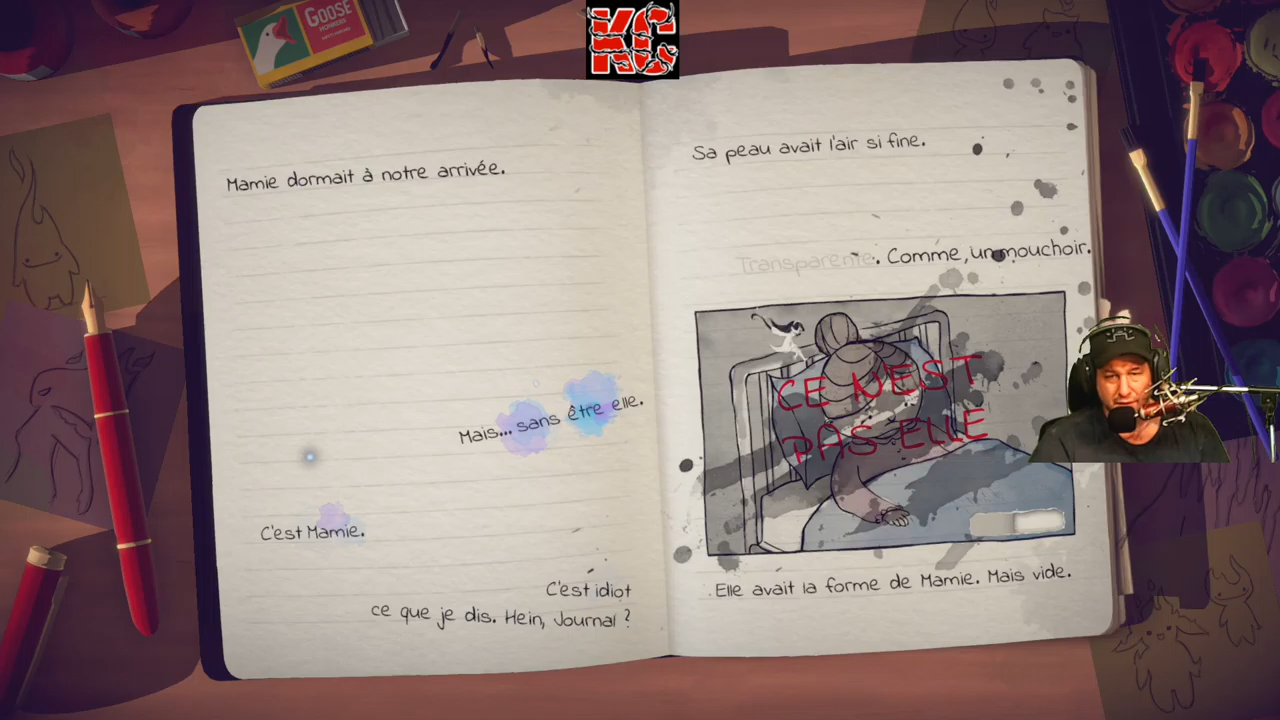 GOOSE
KC
Mamie dormait à notre arrivée.
Mais... sans être elle.
C'est Mamie.
C'est idiot
ce que je dis. Hein, Journal ?
Sa peau avait l'air si fine.
Transparente. Comme un mouchoir.
CE N'EST
PAS ELLE
Elle avait la forme de Mamie. Mais vide.